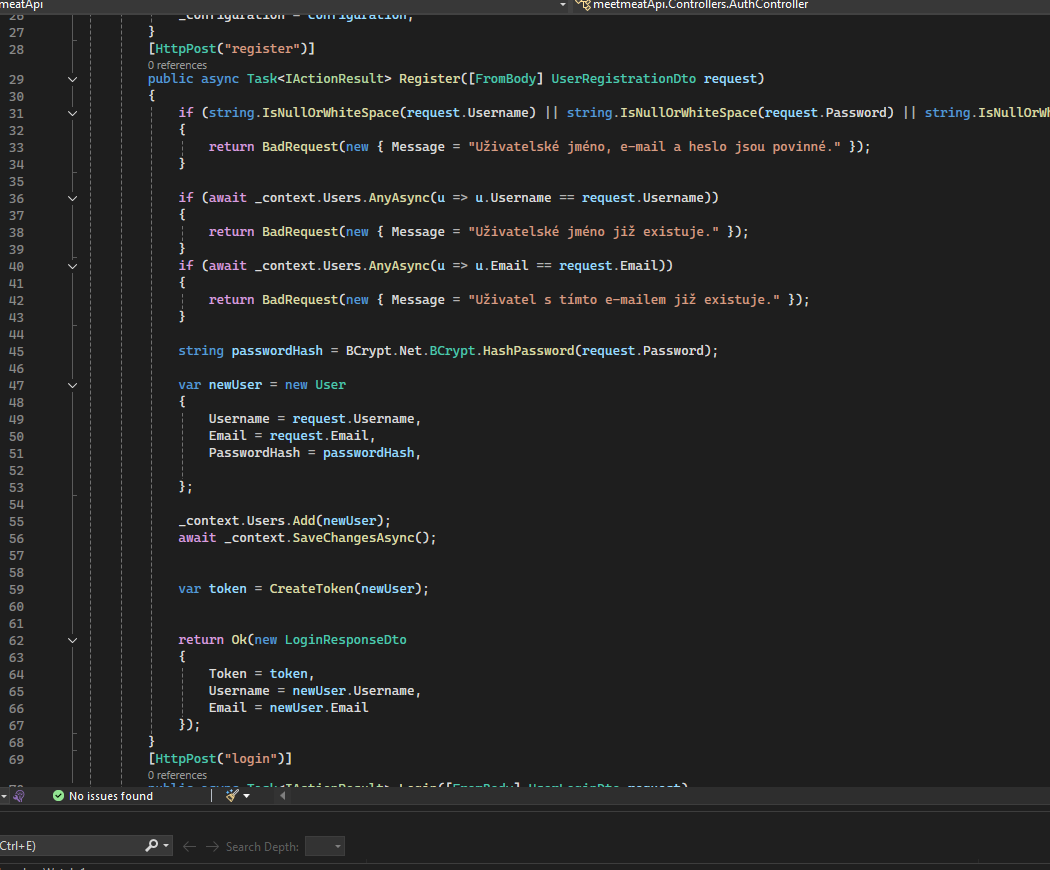 meatApi meetmeatApi.Controllers.AuthController
26 _configuration = configuration;
27 }
28 [HttpPost("register")]
0 references
29 public async Task<IActionResult> Register([FromBody] UserRegistrationDto request)
30 {
31 if (string.IsNullOrWhiteSpace(request.Username) || string.IsNullOrWhiteSpace(request.Password) || string.IsNullOrWh
32 {
33 return BadRequest(new { Message = "Uživatelské jméno, e-mail a heslo jsou povinné." });
34 }
35
36 if (await _context.Users.AnyAsync(u => u.Username == request.Username))
37 {
38 return BadRequest(new { Message = "Uživatelské jméno již existuje." });
39 }
40 if (await _context.Users.AnyAsync(u => u.Email == request.Email))
41 {
42 return BadRequest(new { Message = "Uživatel s tímto e-mailem již existuje." });
43 }
44
45 string passwordHash = BCrypt.Net.BCrypt.HashPassword(request.Password);
46
47 var newUser = new User
48 {
49 Username = request.Username,
50 Email = request.Email,
51 PasswordHash = passwordHash,
52
53 };
54
55 _context.Users.Add(newUser);
56 await _context.SaveChangesAsync();
57
58
59 var token = CreateToken(newUser);
60
61
62 return Ok(new LoginResponseDto
63 {
64 Token = token,
65 Username = newUser.Username,
66 Email = newUser.Email
67 });
68 }
69 [HttpPost("login")]
0 references
70 public async Task<IActionResult> Login([FromBody] UserLoginDto request)
No issues found
Ctrl+E) Search Depth: